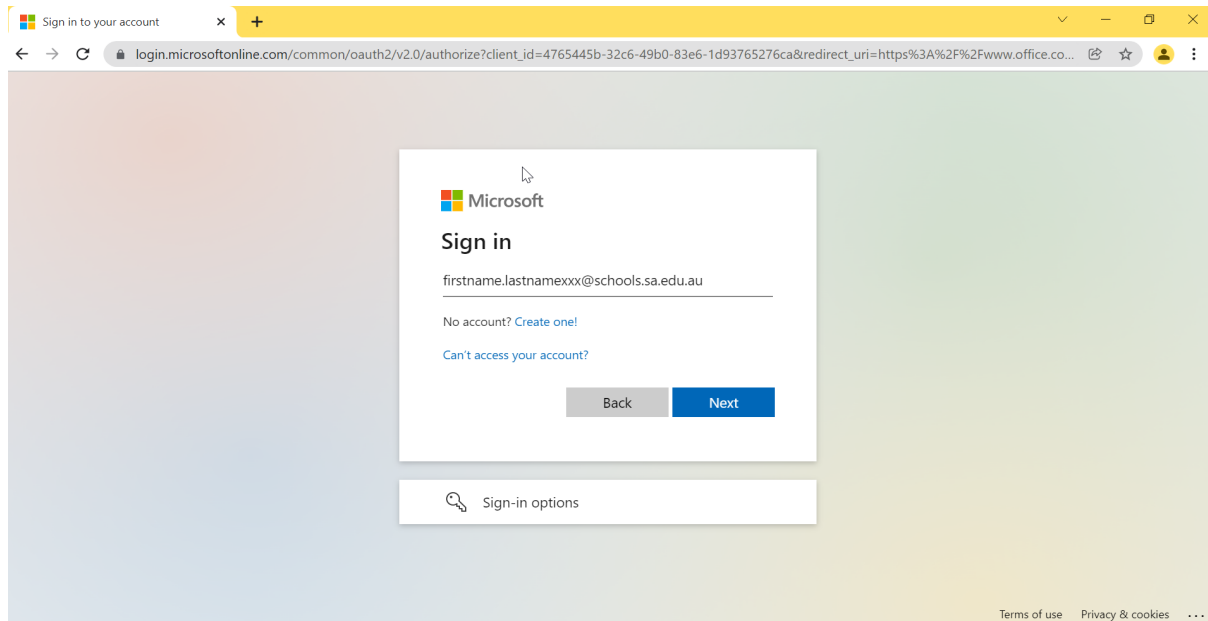 Sign in to your account
login.microsoftonline.com/common/oauth2/v2.0/authorize?client_id=4765445b-32c6-49b0-83e6-1d93765276ca&redirect_uri=https%3A%2F%2Fwww.office.co...
Microsoft
Sign in
firstname.lastnamexxx@schools.sa.edu.au
No account? Create one!
Can't access your account?
Back Next
Sign-in options
Terms of use Privacy & cookies ...